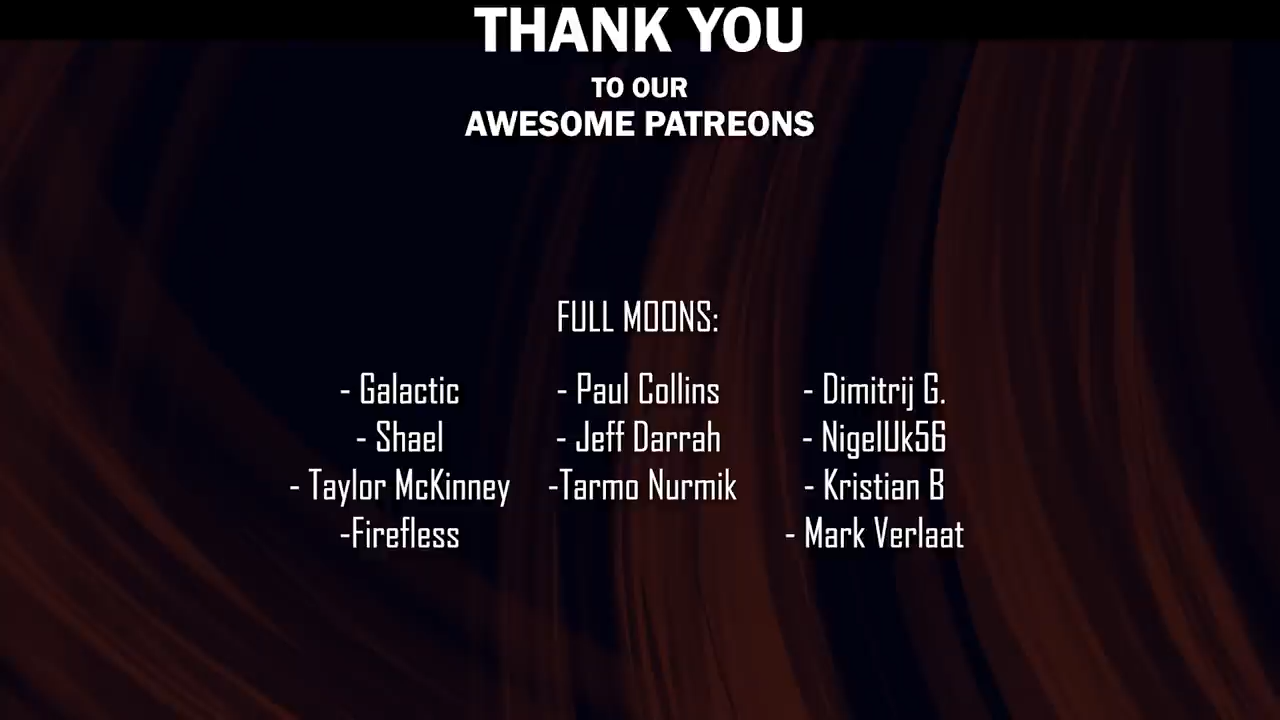 THANK YOU
TO OUR
AWESOME PATREONS
FULL MOONS:
- Galactic
- Shael
- Taylor McKinney
-Firefless
- Paul Collins
- Jeff Darrah
-Tarmo Nurmik
- Dimitrij G.
- NigelUk56
- Kristian B
- Mark Verlaat